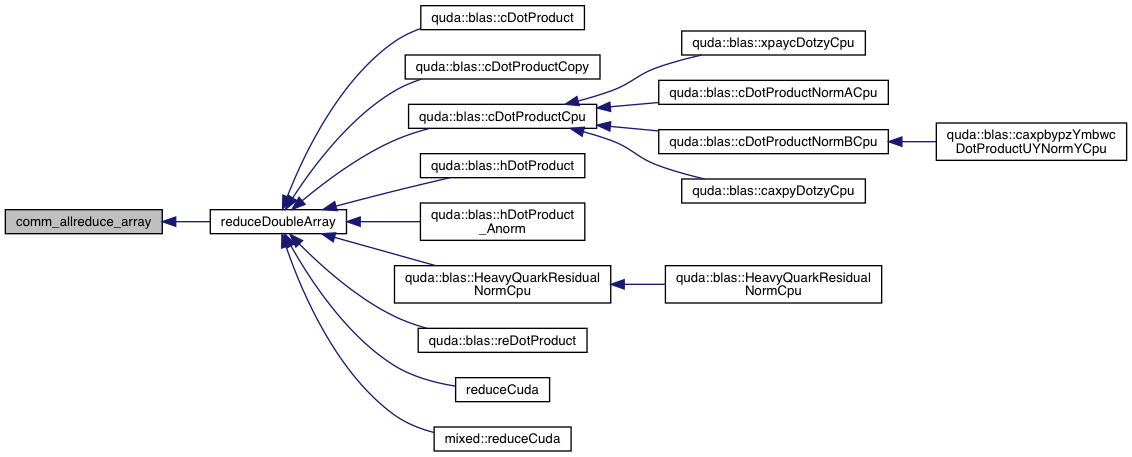 comm_allreduce_array
reduceDoubleArray
quda::blas::cDotProduct
quda::blas::cDotProductCopy
quda::blas::cDotProductCpu
quda::blas::hDotProduct
quda::blas::hDotProduct
_Anorm
quda::blas::HeavyQuarkResidual
NormCpu
quda::blas::reDotProduct
reduceCuda
mixed::reduceCuda
quda::blas::xpaycDotzyCpu
quda::blas::cDotProductNormACpu
quda::blas::cDotProductNormBCpu
quda::blas::caxpyDotzyCpu
quda::blas::HeavyQuarkResidual
NormCpu
quda::blas::caxpbypzYmbwc
DotProductUYNormYCpu